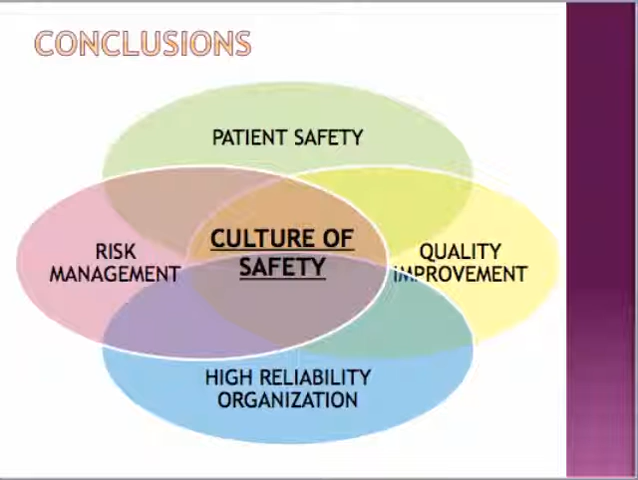 CONCLUSIONS
PATIENT SAFETY
RISK
MANAGEMENT
CULTURE OF
SAFETY
QUALITY
IMPROVEMENT
HIGH RELIABILITY
ORGANIZATION